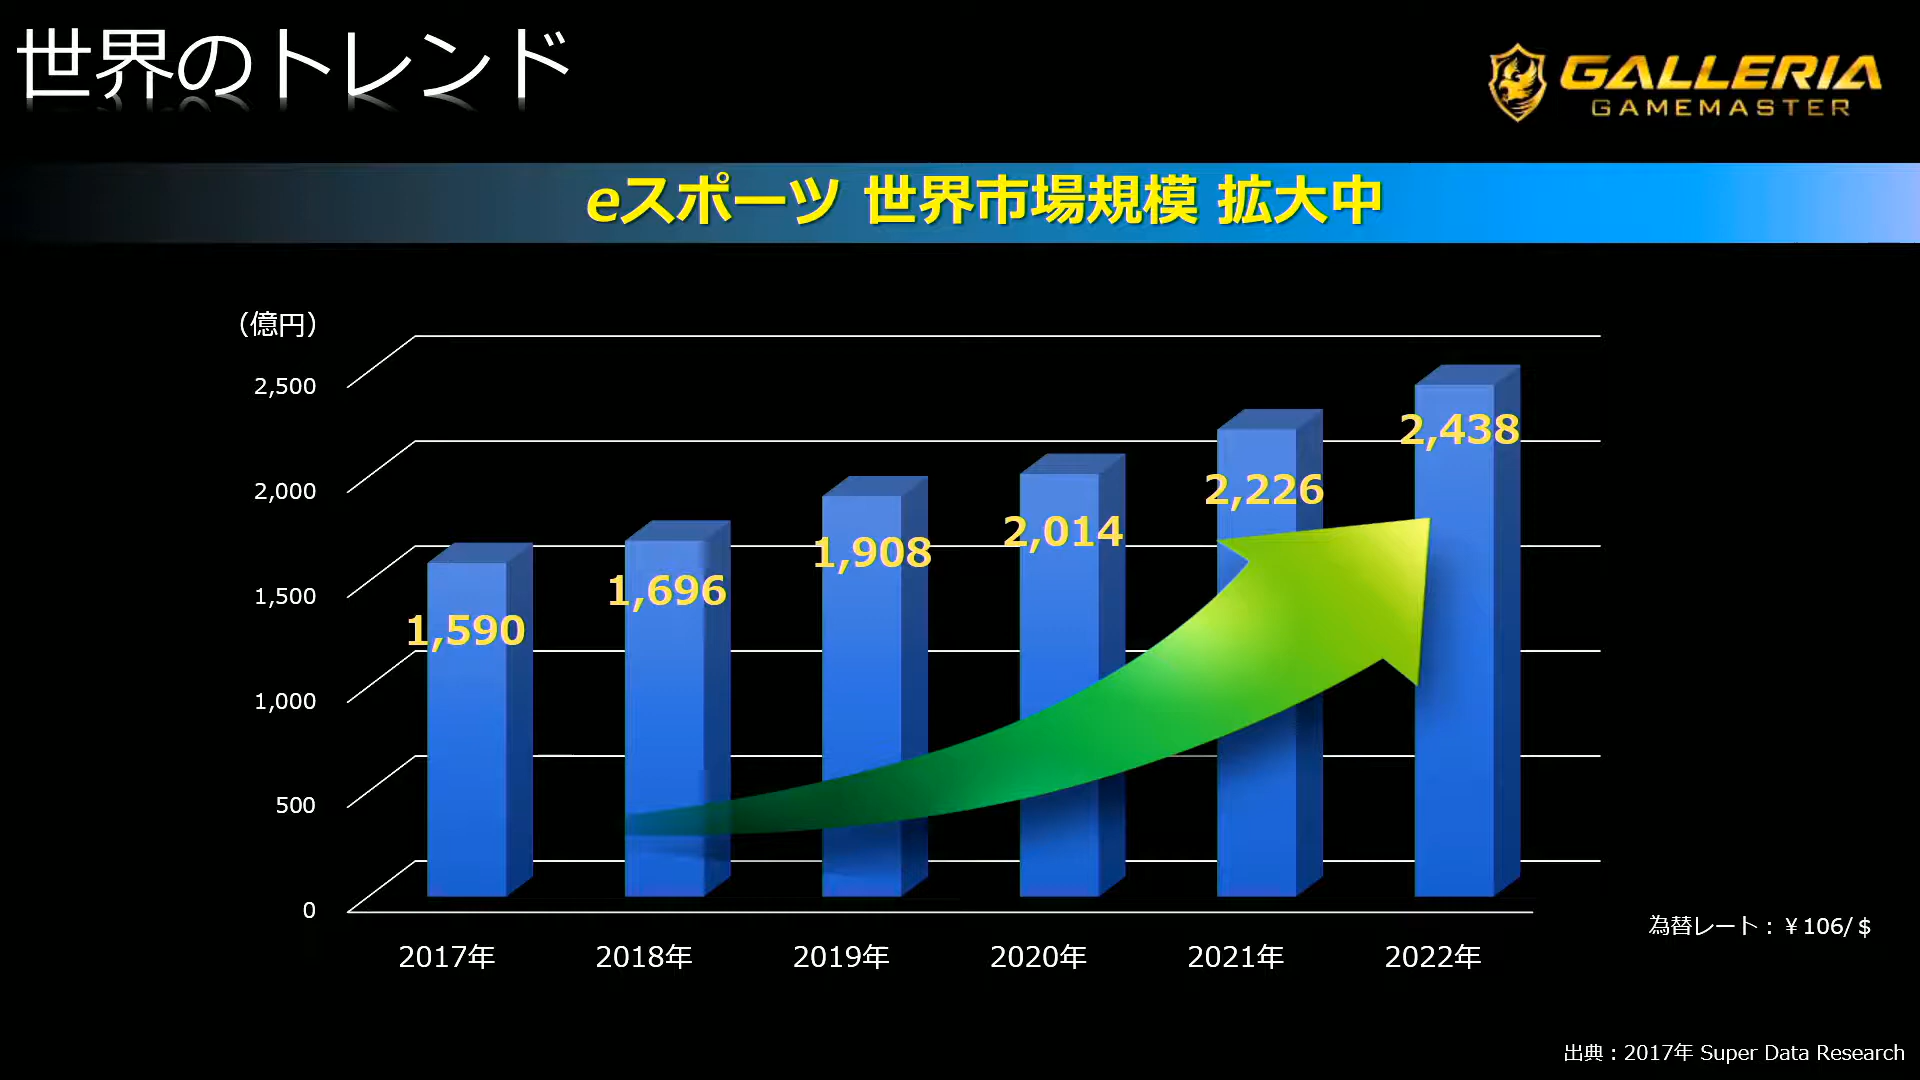 世界のトレンド
GALLERIA
GAMEMASTER
eスポーツ 世界市場規模 拡大中
（億円）
2,500
2,000
1,500
1,000
500
0
1,590
1,696
1,908
2,014
2,226
2,438
2017年
2018年
2019年
2020年
2021年
2022年
為替レート：￥106/＄
出典：2017年 Super Data Research